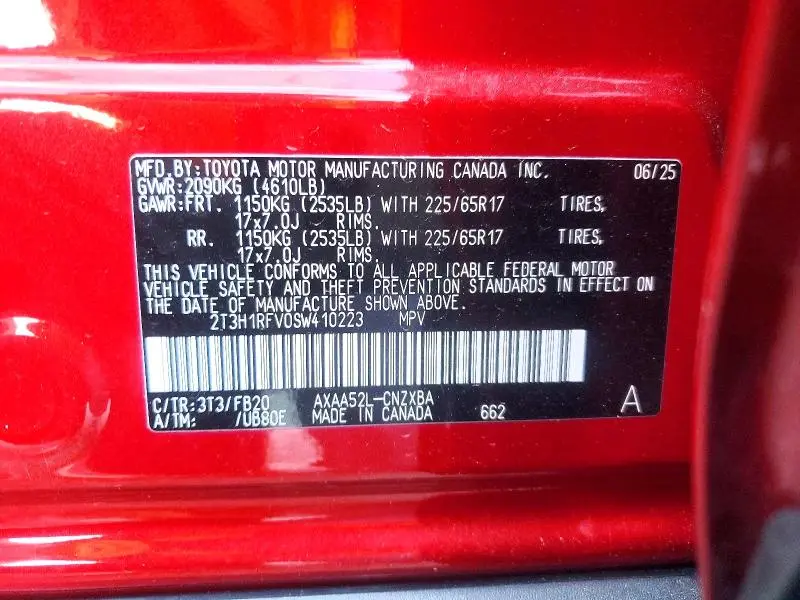 MFD.BY:TOYOTA MOTOR MANUFACTURING CANADA INC. 06/25
GVWR:2090KG (4610LB)
GAWR:FRT. 1150KG (2535LB) WITH 225/65R17 TIRES,
17x7.0J RIMS.
RR. 1150KG (2535LB) WITH 225/65R17 TIRES,
17x7.0J RIMS.
THIS VEHICLE CONFORMS TO ALL APPLICABLE FEDERAL MOTOR
VEHICLE SAFETY AND THEFT PREVENTION STANDARDS IN EFFECT ON
THE DATE OF MANUFACTURE SHOWN ABOVE.
2T3H1RFV0SW410223 MPV
C/TR:3T3/FB20 AXAA52L-CNZXBA
A/TM: /UB80E MADE IN CANADA 662 A